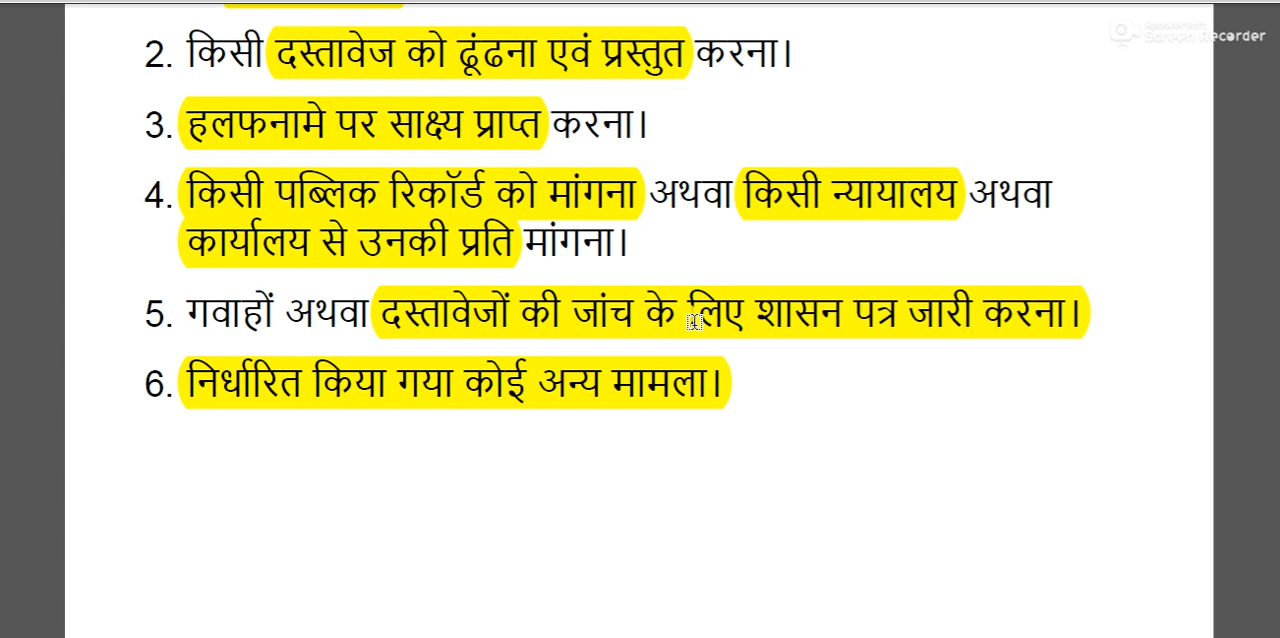 Apowersoft
Screen Recorder
2. किसी दस्तावेज को ढूंढना एवं प्रस्तुत करना।
3. हलफनामे पर साक्ष्य प्राप्त करना।
4. किसी पब्लिक रिकॉर्ड को मांगना अथवा किसी न्यायालय अथवा
कार्यालय से उनकी प्रति मांगना।
5. गवाहों अथवा दस्तावेजों की जांच के लिए शासन पत्र जारी करना।
6. निर्धारित किया गया कोई अन्य मामला।